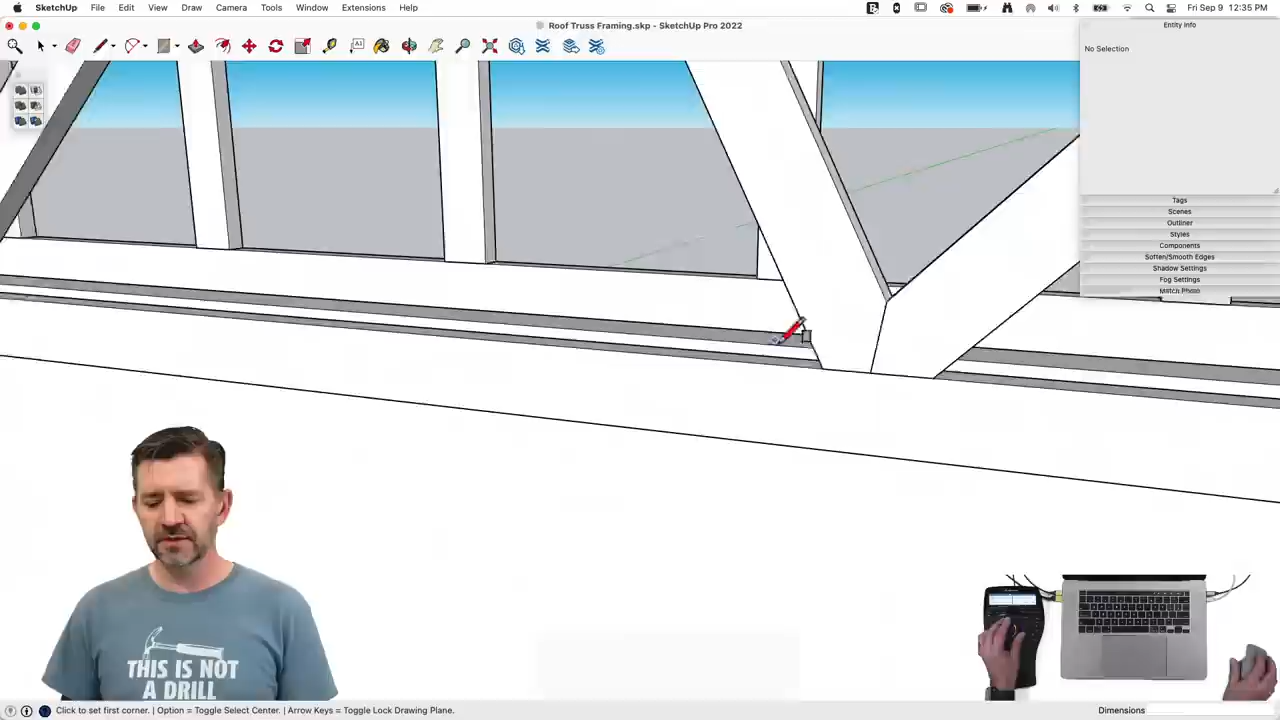 SketchUp File Edit View Draw Camera Tools Window Extensions Help Fri Sep 9 12:35 PM
Roof Truss Framing.skp - SketchUp Pro 2022
Entity Info
No Selection
Tags
Scenes
Outliner
Styles
Components
Soften/Smooth Edges
Shadow Settings
Fog Settings
Match Photo
THIS IS NOT
A DRILL
Click to set first corner. | Option = Toggle Select Center. | Arrow Keys = Toggle Lock Drawing Plane.
Dimensions